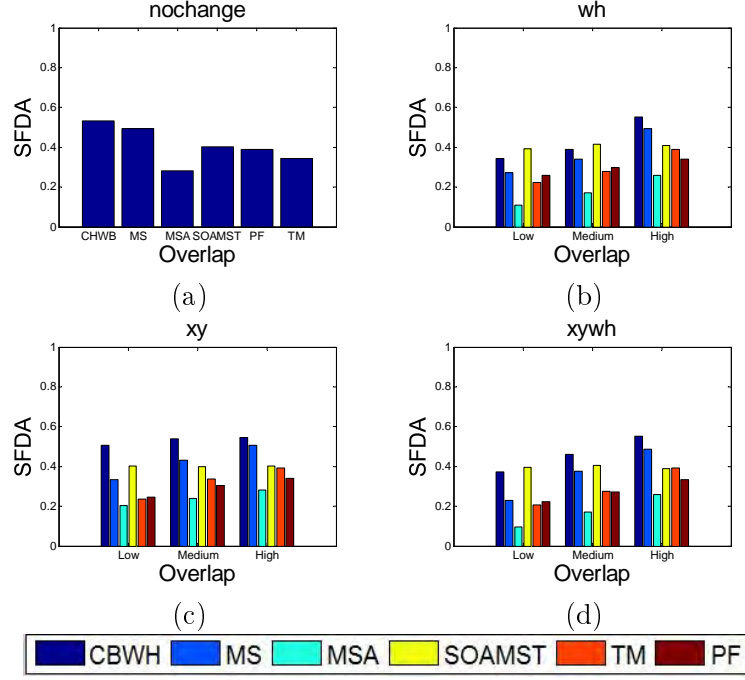 nochange
1
0.8
0.6
0.4
0.2
0
SFDA
CHWB MS MSA SOAMST PF TM
Overlap
(a)
wh
1
0.8
0.6
0.4
0.2
0
SFDA
Low Medium High
Overlap
(b)
xy
1
0.8
0.6
0.4
0.2
0
SFDA
Low Medium High
Overlap
(c)
xywh
1
0.8
0.6
0.4
0.2
0
SFDA
Low Medium High
Overlap
(d)
CBWH MS MSA SOAMST TM PF